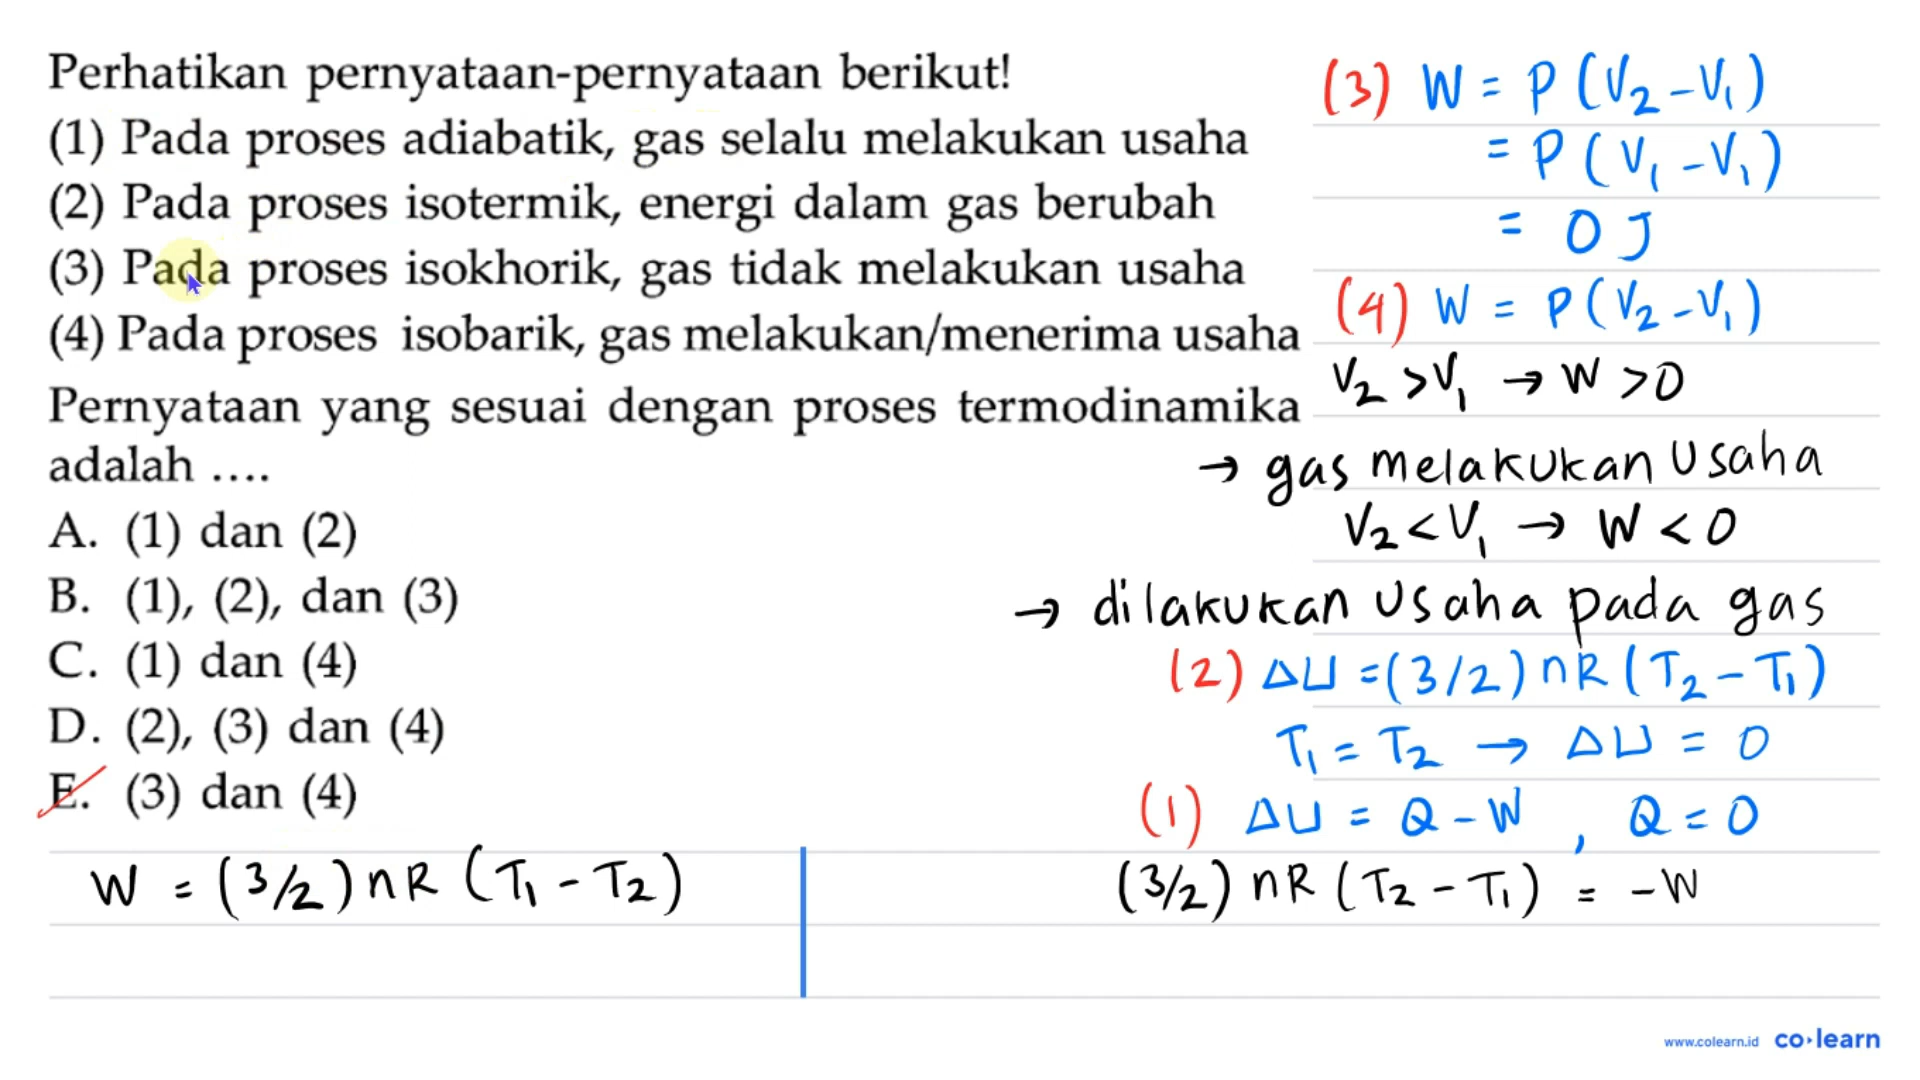 Perhatikan pernyataan-pernyataan berikut!
(1) Pada proses adiabatik, gas selalu melakukan usaha
(2) Pada proses isotermik, energi dalam gas berubah
(3) Pada proses isokhorik, gas tidak melakukan usaha
(4) Pada proses isobarik, gas melakukan/menerima usaha
Pernyataan yang sesuai dengan proses termodinamika
adalah ....
A. (1) dan (2)
B. (1), (2), dan (3)
C. (1) dan (4)
D. (2), (3) dan (4)
E. (3) dan (4)
(3) W = P (V₂ - V₁)
= P (V₁ - V₁)
= 0 J
(4) W = P (V₂ - V₁)
V₂ > V₁ → W > 0
→ gas melakukan usaha
V₂ < V₁ → W < 0
→ dilakukan usaha pada gas
(2) ΔU = (3/2) nR (T₂ - T₁)
T₁ = T₂ → ΔU = 0
(1) ΔU = Q - W , Q = 0
(3/2) nR (T₂ - T₁) = -W
W = (3/2) nR (T₁ - T₂)
www.colearn.id co▸learn